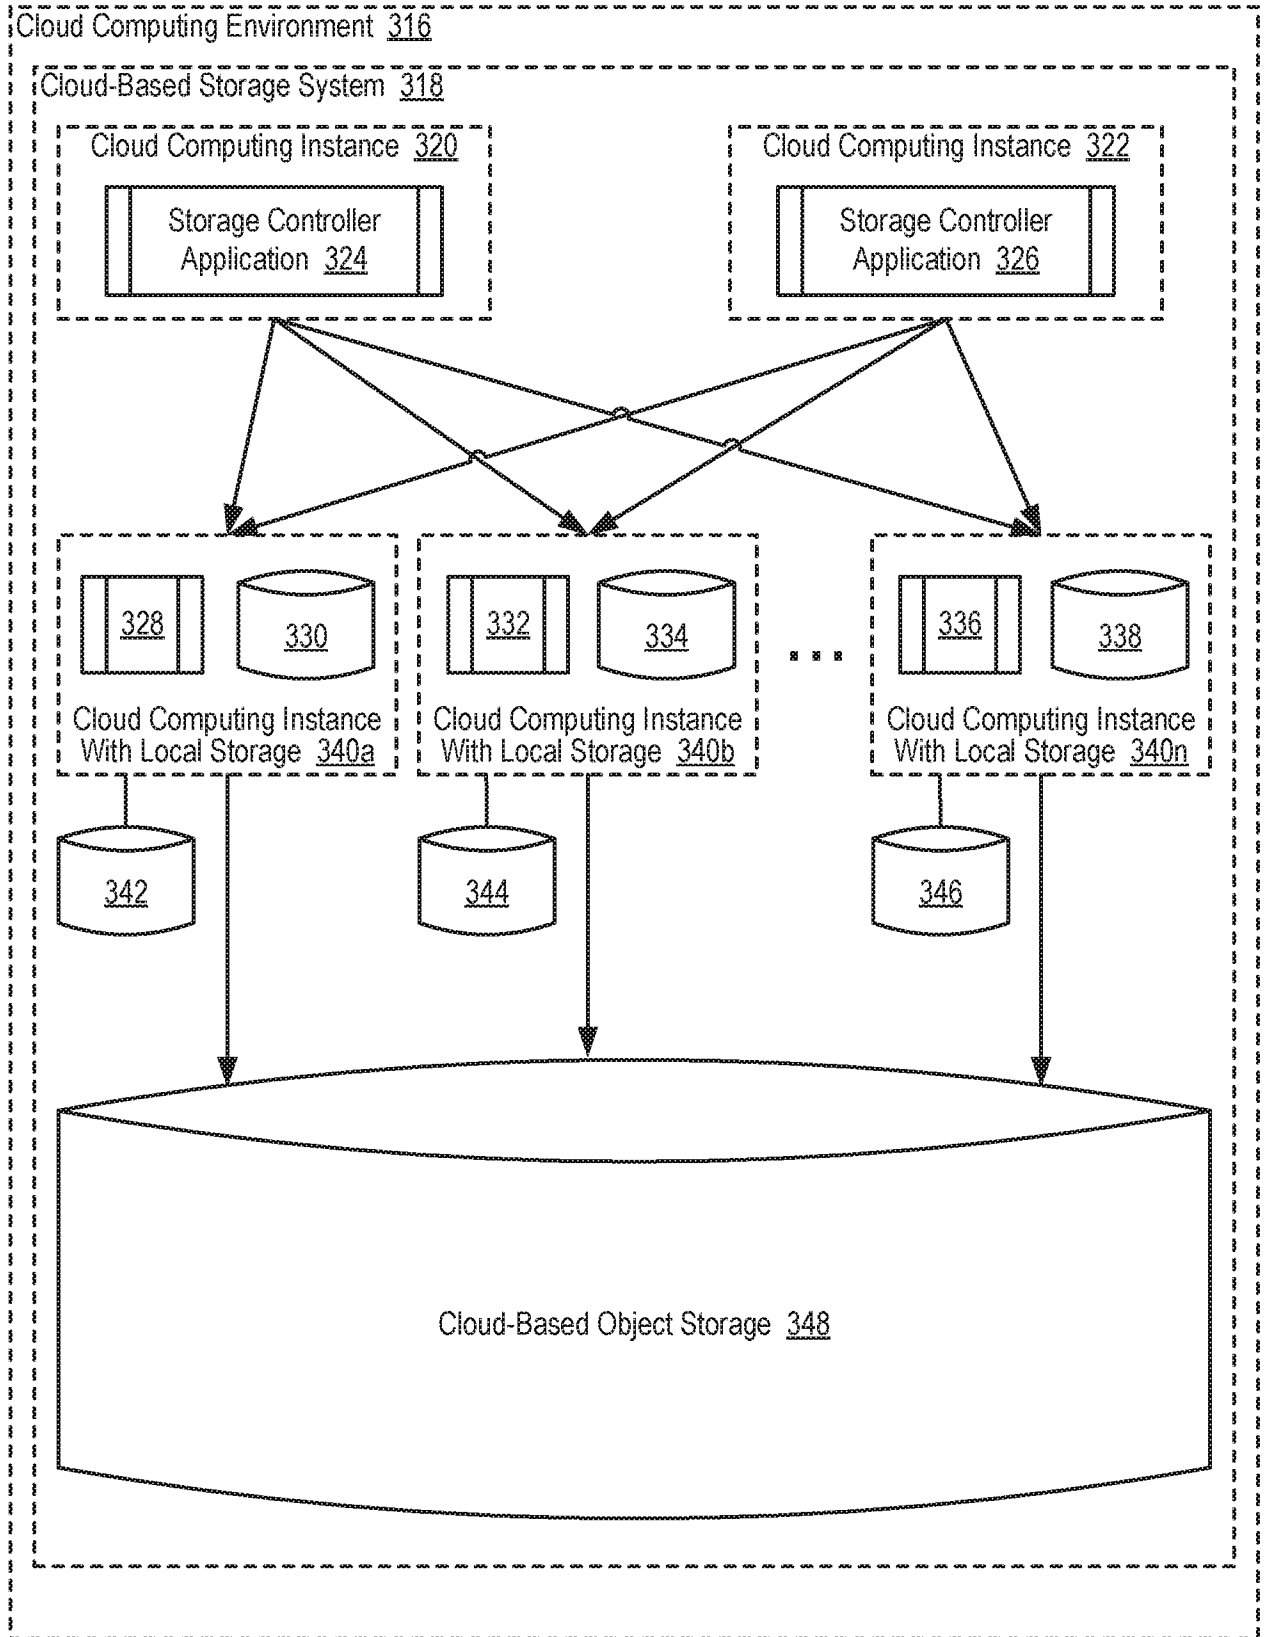 Cloud Computing Environment 316
Cloud-Based Storage System 318
Cloud Computing Instance 320
Storage Controller
Application 324
Cloud Computing Instance 322
Storage Controller
Application 326
328
330
Cloud Computing Instance
With Local Storage 340a
332
334
Cloud Computing Instance
With Local Storage 340b
...
336
338
Cloud Computing Instance
With Local Storage 340n
342
344
346
Cloud-Based Object Storage 348